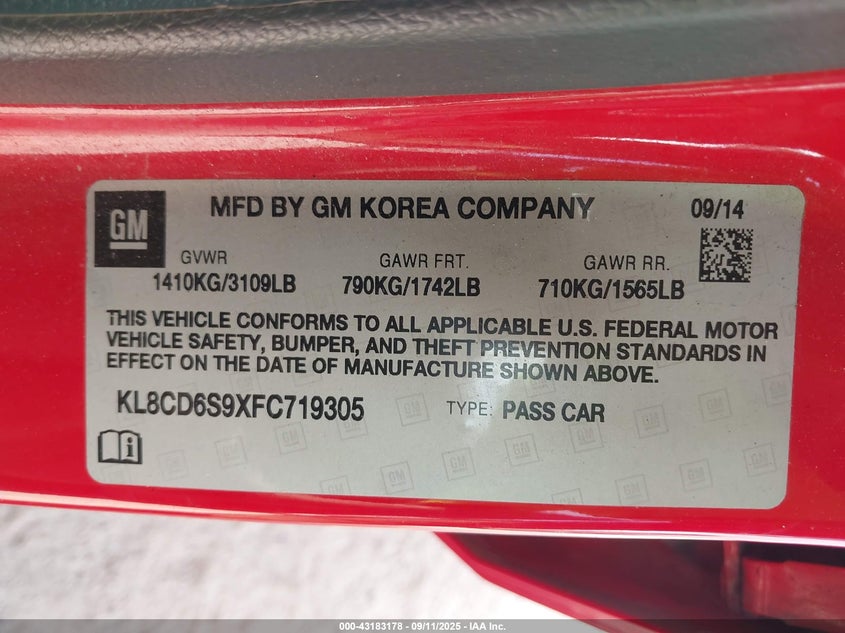 GM
MFD BY GM KOREA COMPANY
09/14
GVWR
GAWR FRT.
GAWR RR.
1410KG/3109LB
790KG/1742LB
710KG/1565LB
THIS VEHICLE CONFORMS TO ALL APPLICABLE U.S. FEDERAL MOTOR
VEHICLE SAFETY, BUMPER, AND THEFT PREVENTION STANDARDS IN
EFFECT ON THE DATE OF MANUFACTURE SHOWN ABOVE.
KL8CD6S9XFC719305
TYPE: PASS CAR
000-43183178 - 09/11/2025 - IAA Inc.